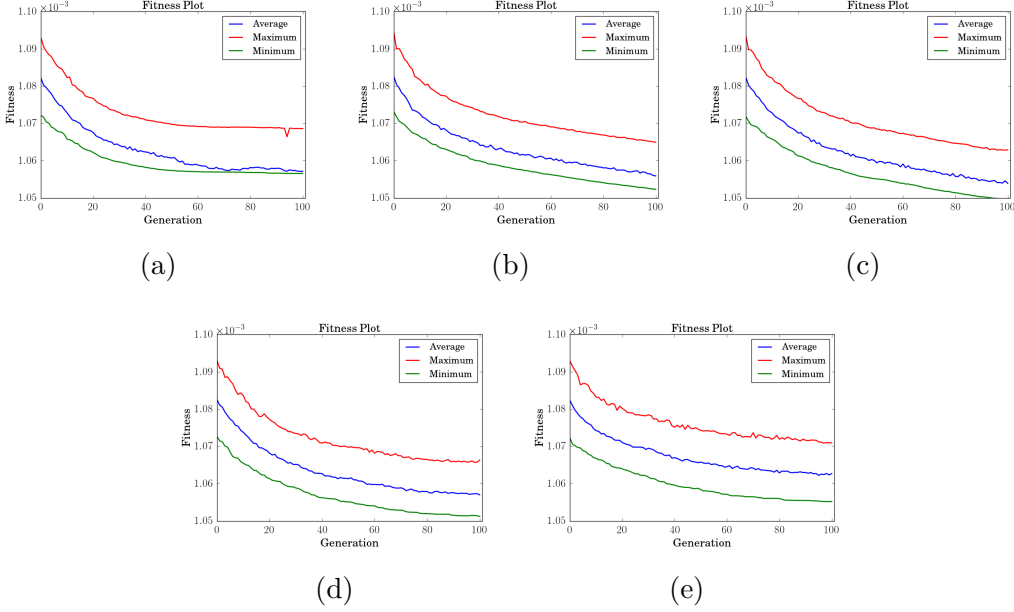 Fitness Plot
×10⁻³
1.10
1.09
1.08
1.07
1.06
1.05
Fitness
Average
Maximum
Minimum
0 20 40 60 80 100
Generation
(a)
Fitness Plot
×10⁻³
1.10
1.09
1.08
1.07
1.06
1.05
Fitness
Average
Maximum
Minimum
0 20 40 60 80 100
Generation
(b)
Fitness Plot
×10⁻³
1.10
1.09
1.08
1.07
1.06
1.05
Fitness
Average
Maximum
Minimum
0 20 40 60 80 100
Generation
(c)
Fitness Plot
×10⁻³
1.10
1.09
1.08
1.07
1.06
1.05
Fitness
Average
Maximum
Minimum
0 20 40 60 80 100
Generation
(d)
Fitness Plot
×10⁻³
1.10
1.09
1.08
1.07
1.06
1.05
Fitness
Average
Maximum
Minimum
0 20 40 60 80 100
Generation
(e)